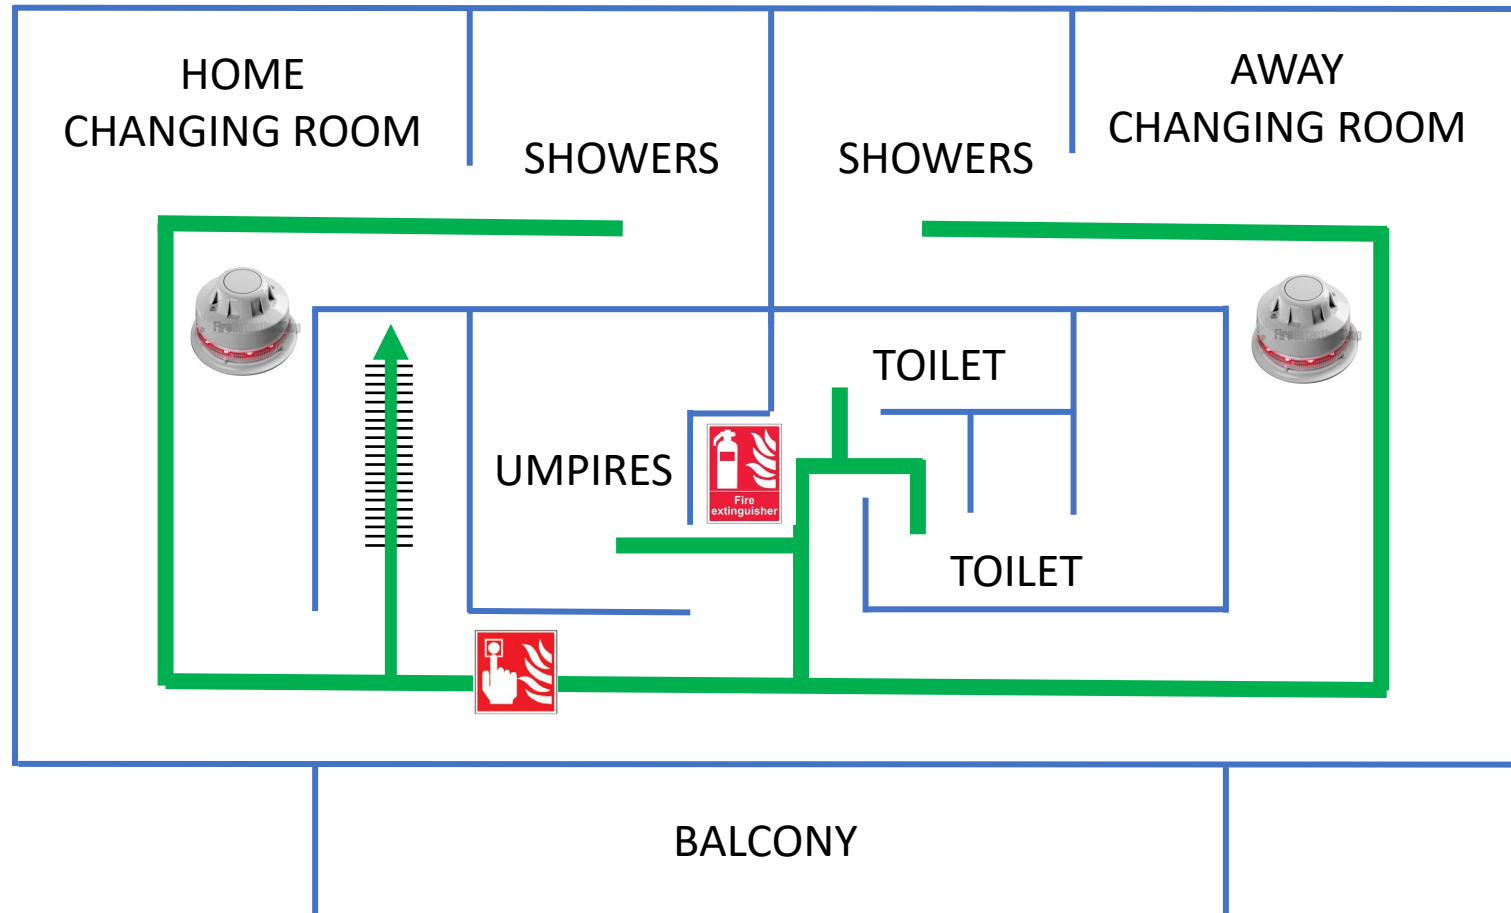 HOME
CHANGING ROOM
AWAY
CHANGING ROOM
SHOWERS
SHOWERS
TOILET
UMPIRES
Fire
extinguisher
TOILET
BALCONY